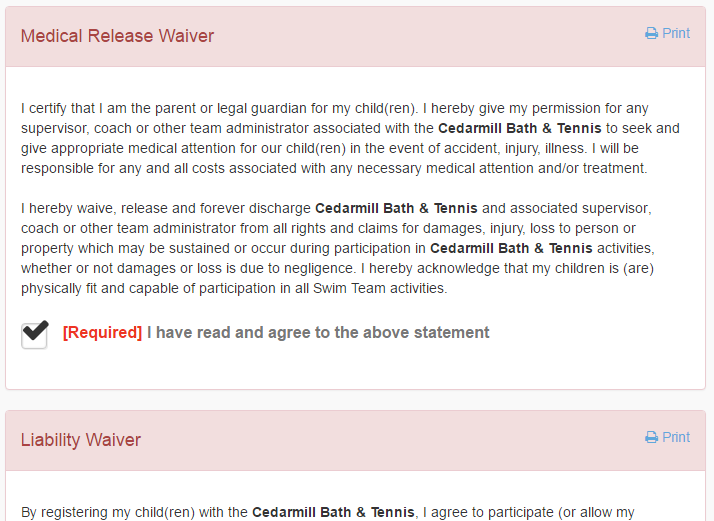 Medical Release Waiver
Print
I certify that I am the parent or legal guardian for my child(ren). I hereby give my permission for any
supervisor, coach or other team administrator associated with the Cedarmill Bath & Tennis to seek and
give appropriate medical attention for our child(ren) in the event of accident, injury, illness. I will be
responsible for any and all costs associated with any necessary medical attention and/or treatment.
I hereby waive, release and forever discharge Cedarmill Bath & Tennis and associated supervisor,
coach or other team administrator from all rights and claims for damages, injury, loss to person or
property which may be sustained or occur during participation in Cedarmill Bath & Tennis activities,
whether or not damages or loss is due to negligence. I hereby acknowledge that my children is (are)
physically fit and capable of participation in all Swim Team activities.
[Required] I have read and agree to the above statement
Liability Waiver
Print
By registering my child(ren) with the Cedarmill Bath & Tennis, I agree to participate (or allow my